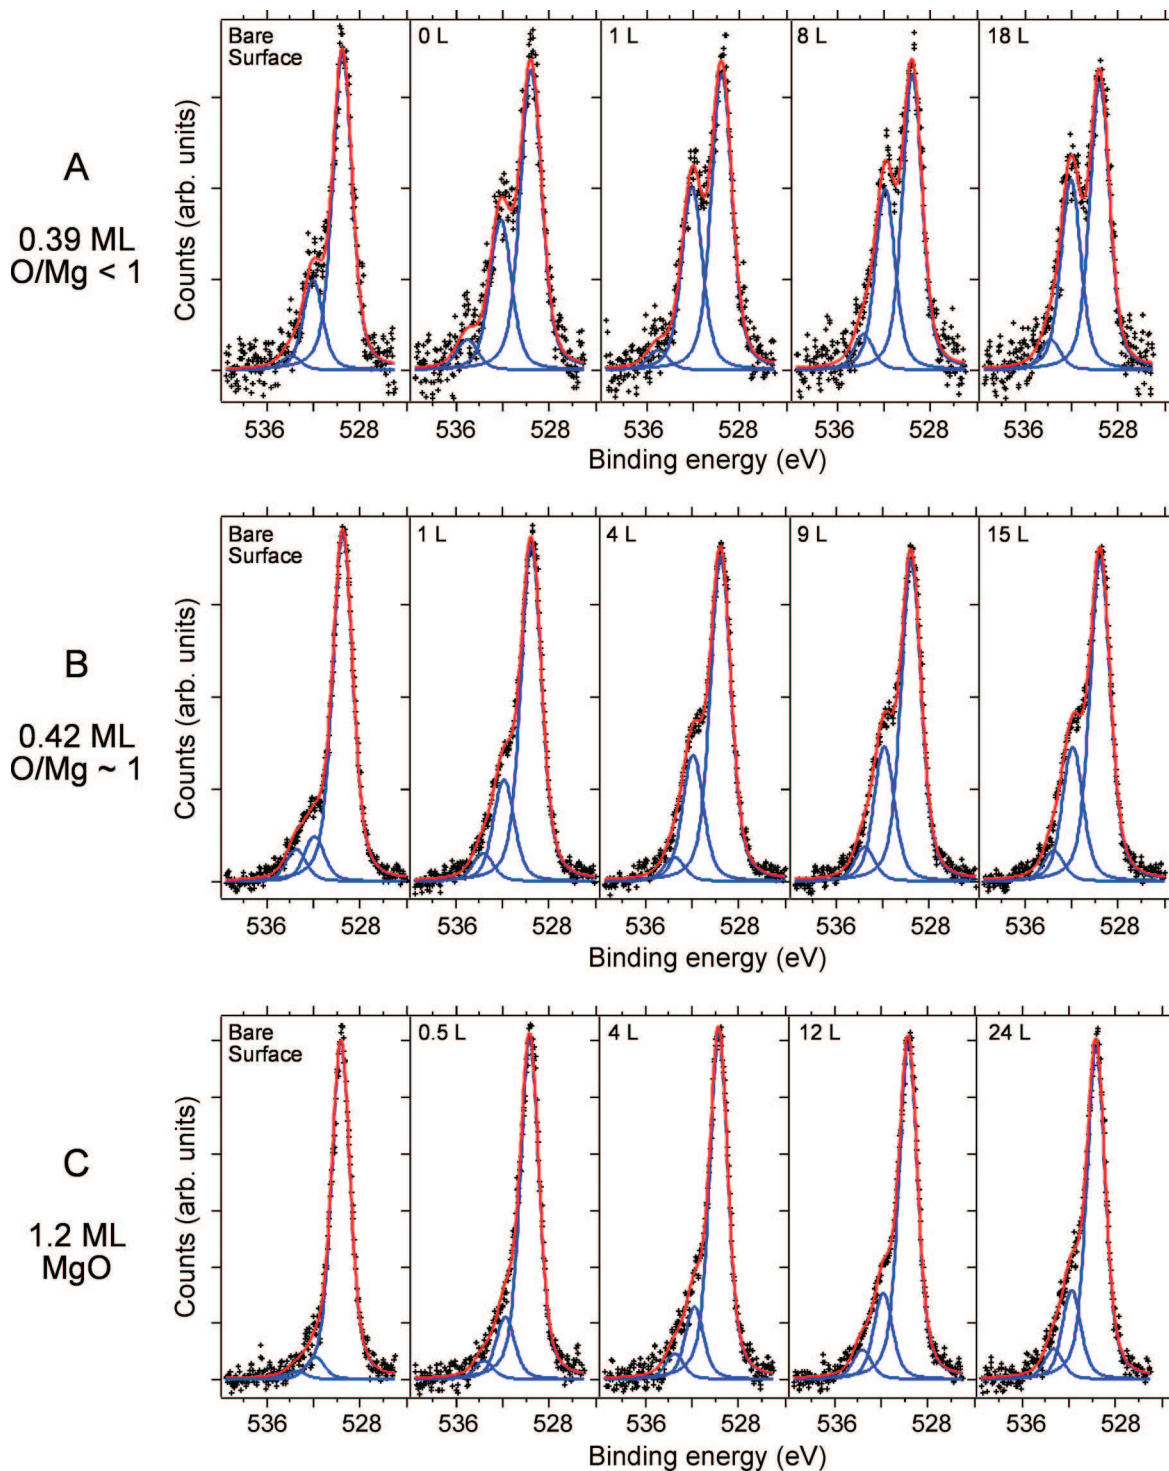 Bare
Surface
0 L
1 L
8 L
18 L
A
0.39 ML
O/Mg < 1
Counts (arb. units)
536
528
536
528
536
528
536
528
536
528
Binding energy (eV)
Bare
Surface
1 L
4 L
9 L
15 L
B
0.42 ML
O/Mg ~ 1
Counts (arb. units)
536
528
536
528
536
528
536
528
536
528
Binding energy (eV)
Bare
Surface
0.5 L
4 L
12 L
24 L
C
1.2 ML
MgO
Counts (arb. units)
536
528
536
528
536
528
536
528
536
528
Binding energy (eV)